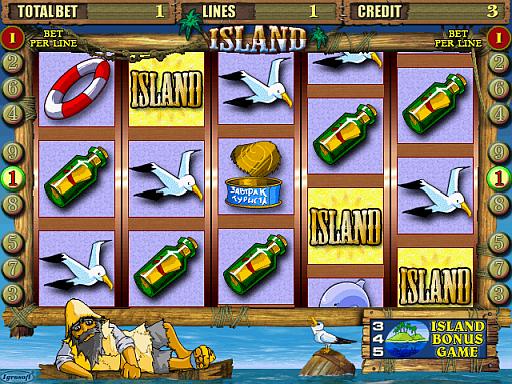 TOTAL BET 1 LINES 1 CREDIT 3
1 BET PER LINE ISLAND BET PER LINE 1
2 2
6 6
4 4
9 9
1 1
8 8
5 5
7 7
3 3
ISLAND
ЗАВТРАК
ТУРИСТА
ISLAND
ISLAND
3 ISLAND
4 BONUS
5 GAME
Igrosoft